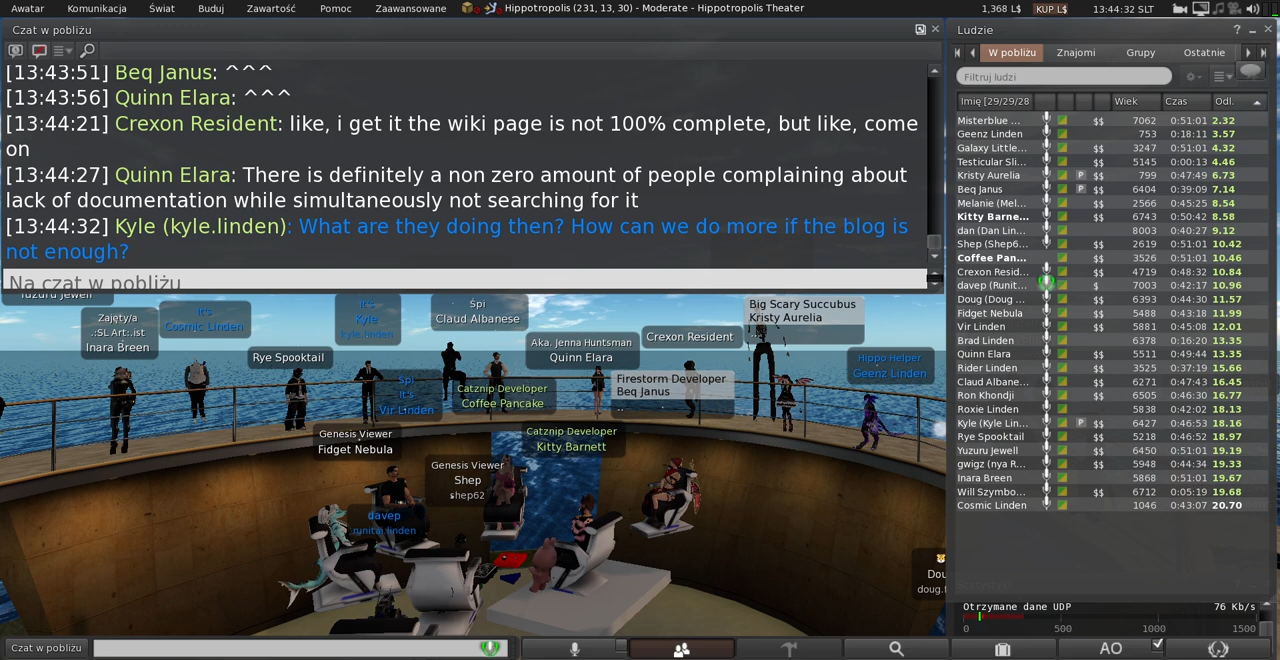 Awatar Komunikacja Świat Buduj Zawartość Pomoc Zaawansowane Hippotropolis (231, 13, 30) - Moderate - Hippotropolis Theater 1,368 L$ KUP L$ 13:44:32 SLT
Czat w pobliżu
[13:43:51] Beq Janus: ^^^
[13:43:56] Quinn Elara: ^^^
[13:44:21] Crexon Resident: like, i get it the wiki page is not 100% complete, but like, come
on
[13:44:27] Quinn Elara: There is definitely a non zero amount of people complaining about
lack of documentation while simultaneously not searching for it
[13:44:32] Kyle (kyle.linden): What are they doing then? How can we do more if the blog is
not enough?
Na czat w pobliżu
Yuzuru Jewell
Zajęty/a
.:SL Art:.ist
Inara Breen
It's
Cosmic Linden
It's
Kyle
kyle.linden
Śpi
Claud Albanese
Big Scary Succubus
Kristy Aurelia
Rye Spooktail
Aka. Jenna Huntsman
Quinn Elara
Crexon Resident
Hippo Helper
Geenz Linden
Śpi
It's
Vir Linden
Catznip Developer
Coffee Pancake
Firestorm Developer
Beq Janus
Genesis Viewer
Fidget Nebula
Catznip Developer
Kitty Barnett
Genesis Viewer
Shep
shep62
davep
runitai.linden
Dou
doug.
Czat w pobliżu
Ludzie
? _ ×
W pobliżu Znajomi Grupy Ostatnie
Filtruj ludzi
Imię [29/29/28 Wiek Czas Odl.
Misterblue ... $$ 7062 0:51:01 2.32
Geenz Linden 753 0:18:11 3.57
Galaxy Little... $$ 3247 0:51:01 4.32
Testicular Sli... $$ 5145 0:00:13 4.46
Kristy Aurelia P $$ 799 0:47:49 6.73
Beq Janus P $$ 6404 0:39:09 7.14
Melanie (Mel... $$ 2566 0:45:25 8.54
Kitty Barne... $$ 6743 0:50:42 8.58
dan (Dan Lin... 8003 0:40:27 9.12
Shep (Shep6... $$ 2619 0:51:01 10.42
Coffee Pan... $$ 3526 0:51:01 10.46
Crexon Resid... $$ 4719 0:48:32 10.84
davep (Runit... $ 7003 0:42:17 10.96
Doug (Doug ... $$ 6393 0:44:30 11.57
Fidget Nebula $$ 5488 0:43:18 11.99
Vir Linden $$ 5881 0:45:08 12.01
Brad Linden 6378 0:16:20 13.35
Quinn Elara $$ 5511 0:49:44 13.35
Rider Linden $$ 3525 0:37:19 15.66
Claud Albane... $$ 6271 0:47:43 16.45
Ron Khondji $$ 6505 0:46:30 16.77
Roxie Linden 5838 0:42:02 18.13
Kyle (Kyle Lin... P $$ 6427 0:46:53 18.16
Rye Spooktail $$ 5218 0:46:52 18.97
Yuzuru Jewell $$ 6450 0:51:01 19.19
gwigz (nya R... $$ 5948 0:44:34 19.33
Inara Breen 5868 0:51:01 19.67
Will Szymbo... $$ 6712 0:05:19 19.68
Cosmic Linden 1046 0:43:07 20.70
Otrzymane dane UDP 76 Kb/s
0 500 1000 1500
AO